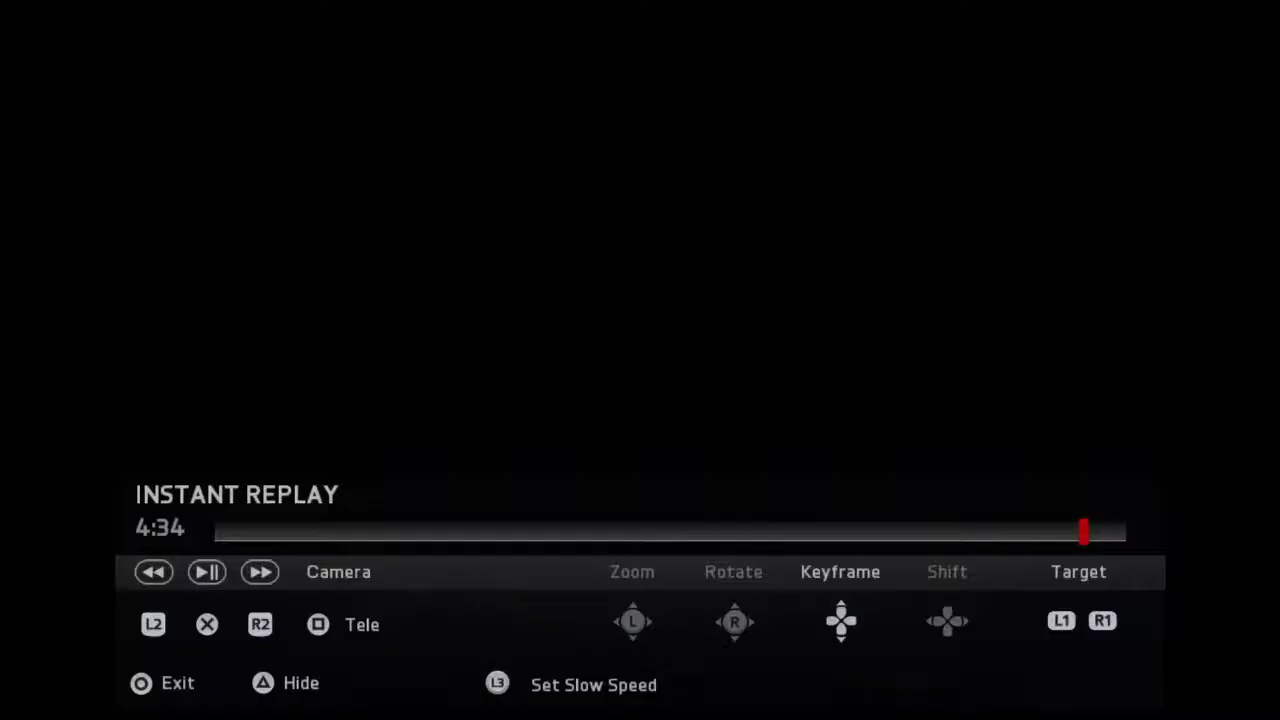 INSTANT REPLAY
4:34
Camera Zoom Rotate Keyframe Shift Target
L2 R2 Tele L R L1 R1
Exit Hide L3 Set Slow Speed